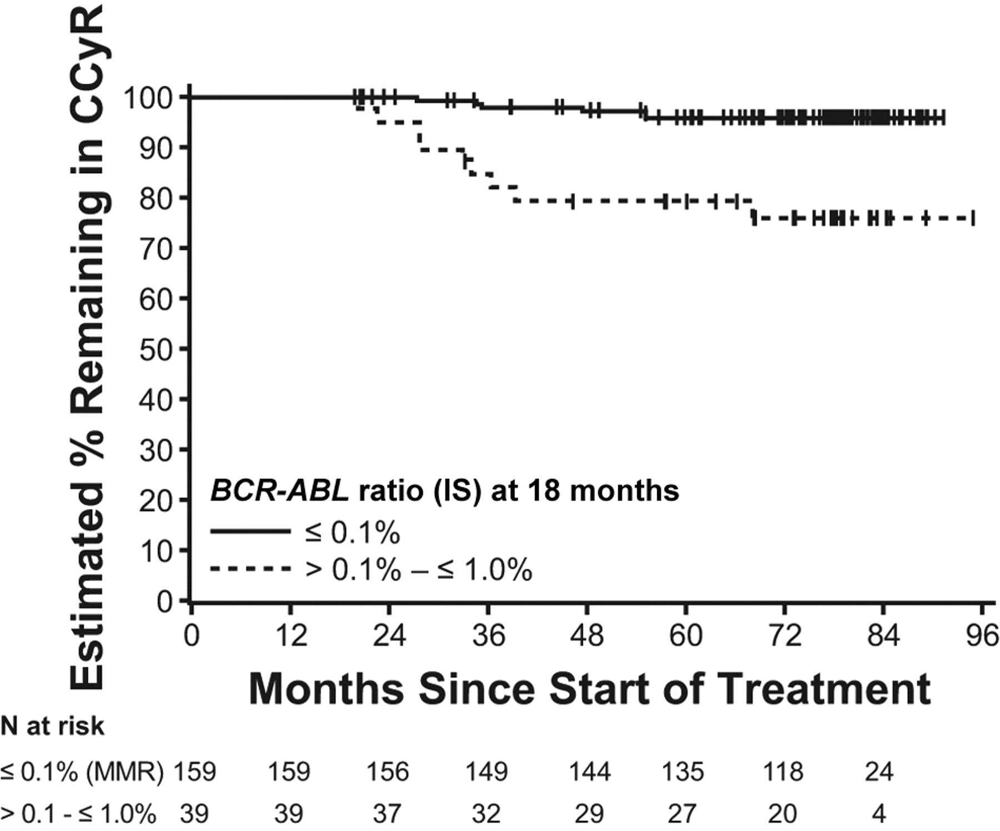 Estimated % Remaining in CCyR
100
90
80
70
60
50
40
30
20
10
0
BCR-ABL ratio (IS) at 18 months
≤ 0.1%
> 0.1% – ≤ 1.0%
0 12 24 36 48 60 72 84 96
Months Since Start of Treatment
N at risk
≤ 0.1% (MMR) 159 159 156 149 144 135 118 24
> 0.1 - ≤ 1.0% 39 39 37 32 29 27 20 4